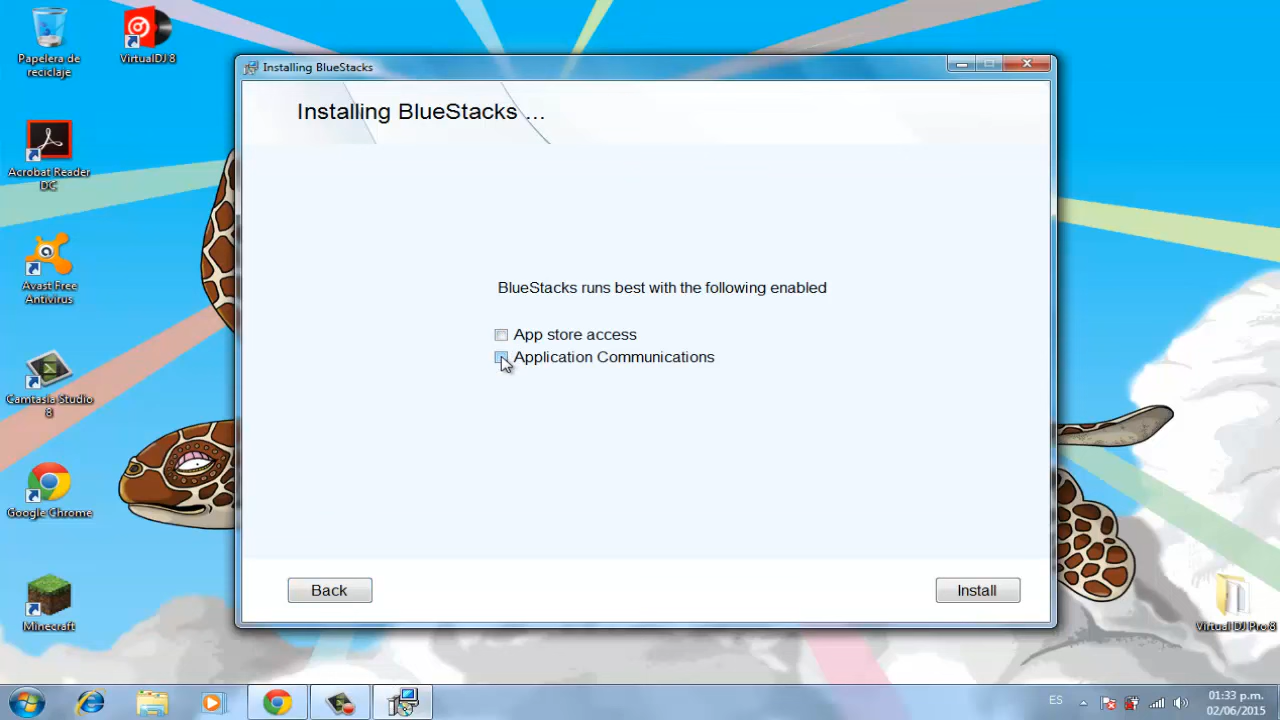 Papelera de
reciclaje
VirtualDJ 8
Acrobat Reader
DC
Avast Free
Antivirus
Camtasia Studio
8
Google Chrome
Minecraft
Installing BlueStacks
Installing BlueStacks ...
BlueStacks runs best with the following enabled
App store access
Application Communications
Back
Install
Virtual DJ Pro 8
ES
01:33 p.m.
02/06/2015